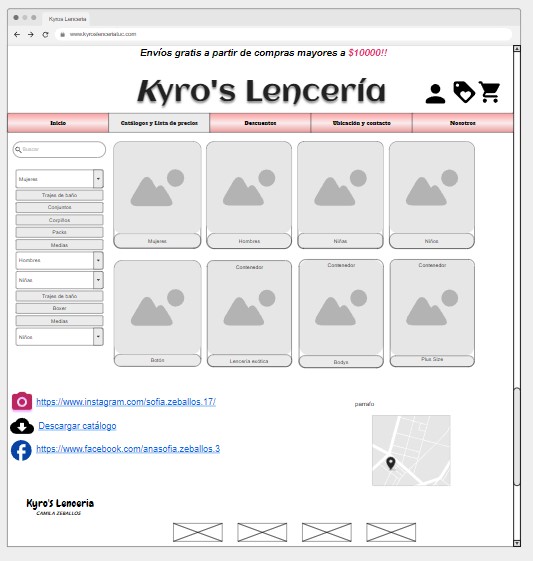 Kyros Lenceria
www.kyroslenceriatuc.com
Envíos gratis a partir de compras mayores a $10000!!
Kyro's Lencería
Inicio
Catálogos y Lista de precios
Descuentos
Ubicación y contacto
Nosotros
Buscar
Mujeres
Trajes de baño
Conjuntos
Corpiños
Packs
Medias
Hombres
Niñas
Trajes de baño
Boxer
Medias
Niños
Mujeres
Hombres
Niñas
Niños
Botón
Contenedor
Lencería exótica
Contenedor
Bodys
Contenedor
Plus Size
https://www.instagram.com/sofia.zeballos.17/
Descargar catálogo
https://www.facebook.com/anasofia.zeballos.3
parrafo
Kyro's Lenceria
CAMILA ZEBALLOS